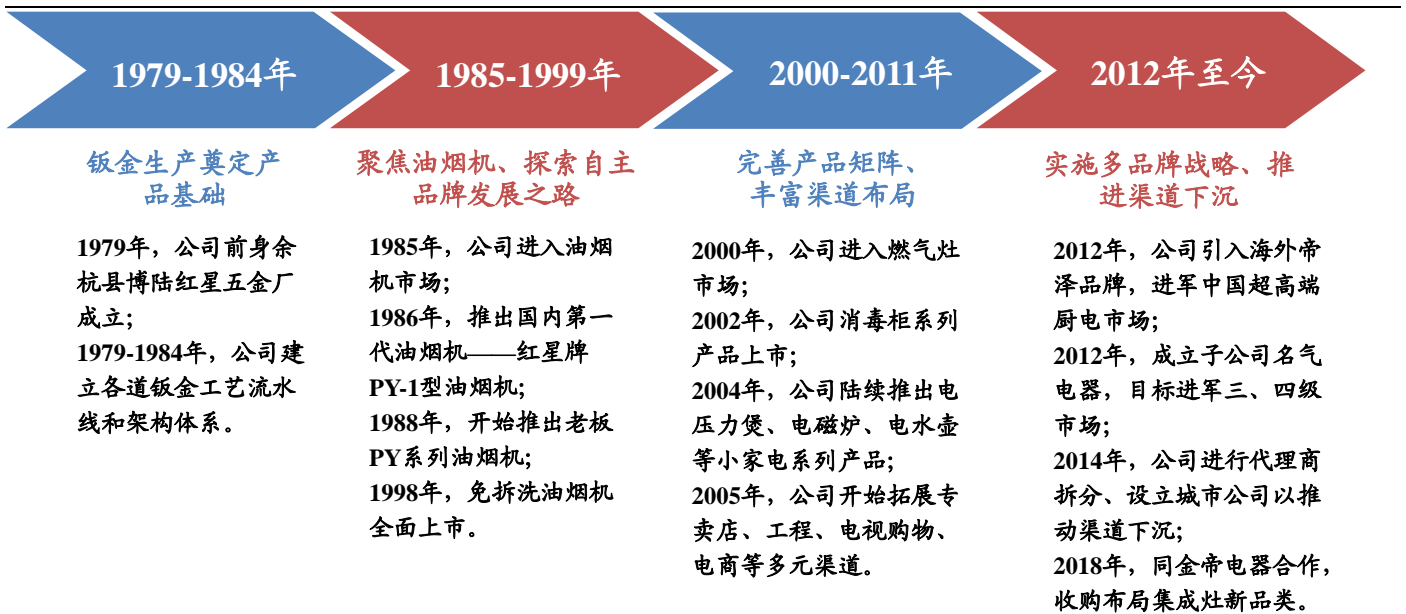 1979-1984年
1985-1999年
2000-2011年
2012年至今
钣金生产奠定产
品基础
1979年，公司前身余
杭县博陆红星五金厂
成立；
1979-1984年，公司建
立各道钣金工艺流水
线和架构体系。
聚焦油烟机、探索自主
品牌发展之路
1985年，公司进入油烟
机市场；
1986年，推出国内第一
代油烟机——红星牌
PY-1型油烟机；
1988年，开始推出老板
PY系列油烟机；
1998年，免拆洗油烟机
全面上市。
完善产品矩阵、
丰富渠道布局
2000年，公司进入燃气灶
市场；
2002年，公司消毒柜系列
产品上市；
2004年，公司陆续推出电
压力煲、电磁炉、电水壶
等小家电系列产品；
2005年，公司开始拓展专
卖店、工程、电视购物、
电商等多元渠道。
实施多品牌战略、推
进渠道下沉
2012年，公司引入海外帝
泽品牌，进军中国超高端
厨电市场；
2012年，成立子公司名气
电器，目标进军三、四级
市场；
2014年，公司进行代理商
拆分、设立城市公司以推
动渠道下沉；
2018年，同金帝电器合作，
收购布局集成灶新品类。